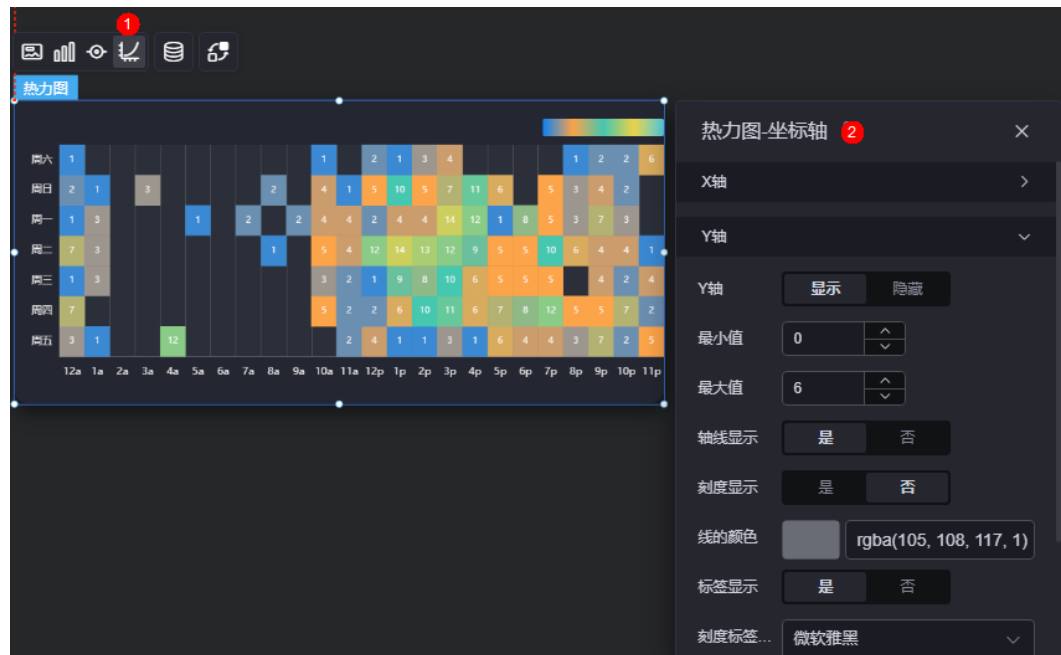 1
热力图
周六 1 1 2 1 3 4 1 2 2 6
周日 2 1 3 2 4 1 5 10 5 7 11 6 5 3 4 2
周一 1 3 1 2 2 4 4 2 4 4 14 12 1 8 5 3 7 3
周二 7 3 1 5 4 12 14 13 12 9 5 5 10 6 4 4 1
周三 1 3 3 2 1 9 8 10 6 5 5 5 4 2 4
周四 7 5 2 2 6 10 11 6 7 8 12 5 5 7 2
周五 3 1 12 2 4 1 1 3 1 6 4 4 3 7 2 5
12a 1a 2a 3a 4a 5a 6a 7a 8a 9a 10a 11a 12p 1p 2p 3p 4p 5p 6p 7p 8p 9p 10p 11p
热力图-坐标轴 2
X轴
Y轴
Y轴 显示 隐藏
最小值 0
最大值 6
轴线显示 是 否
刻度显示 是 否
线的颜色 rgba(105, 108, 117, 1)
标签显示 是 否
刻度标签... 微软雅黑